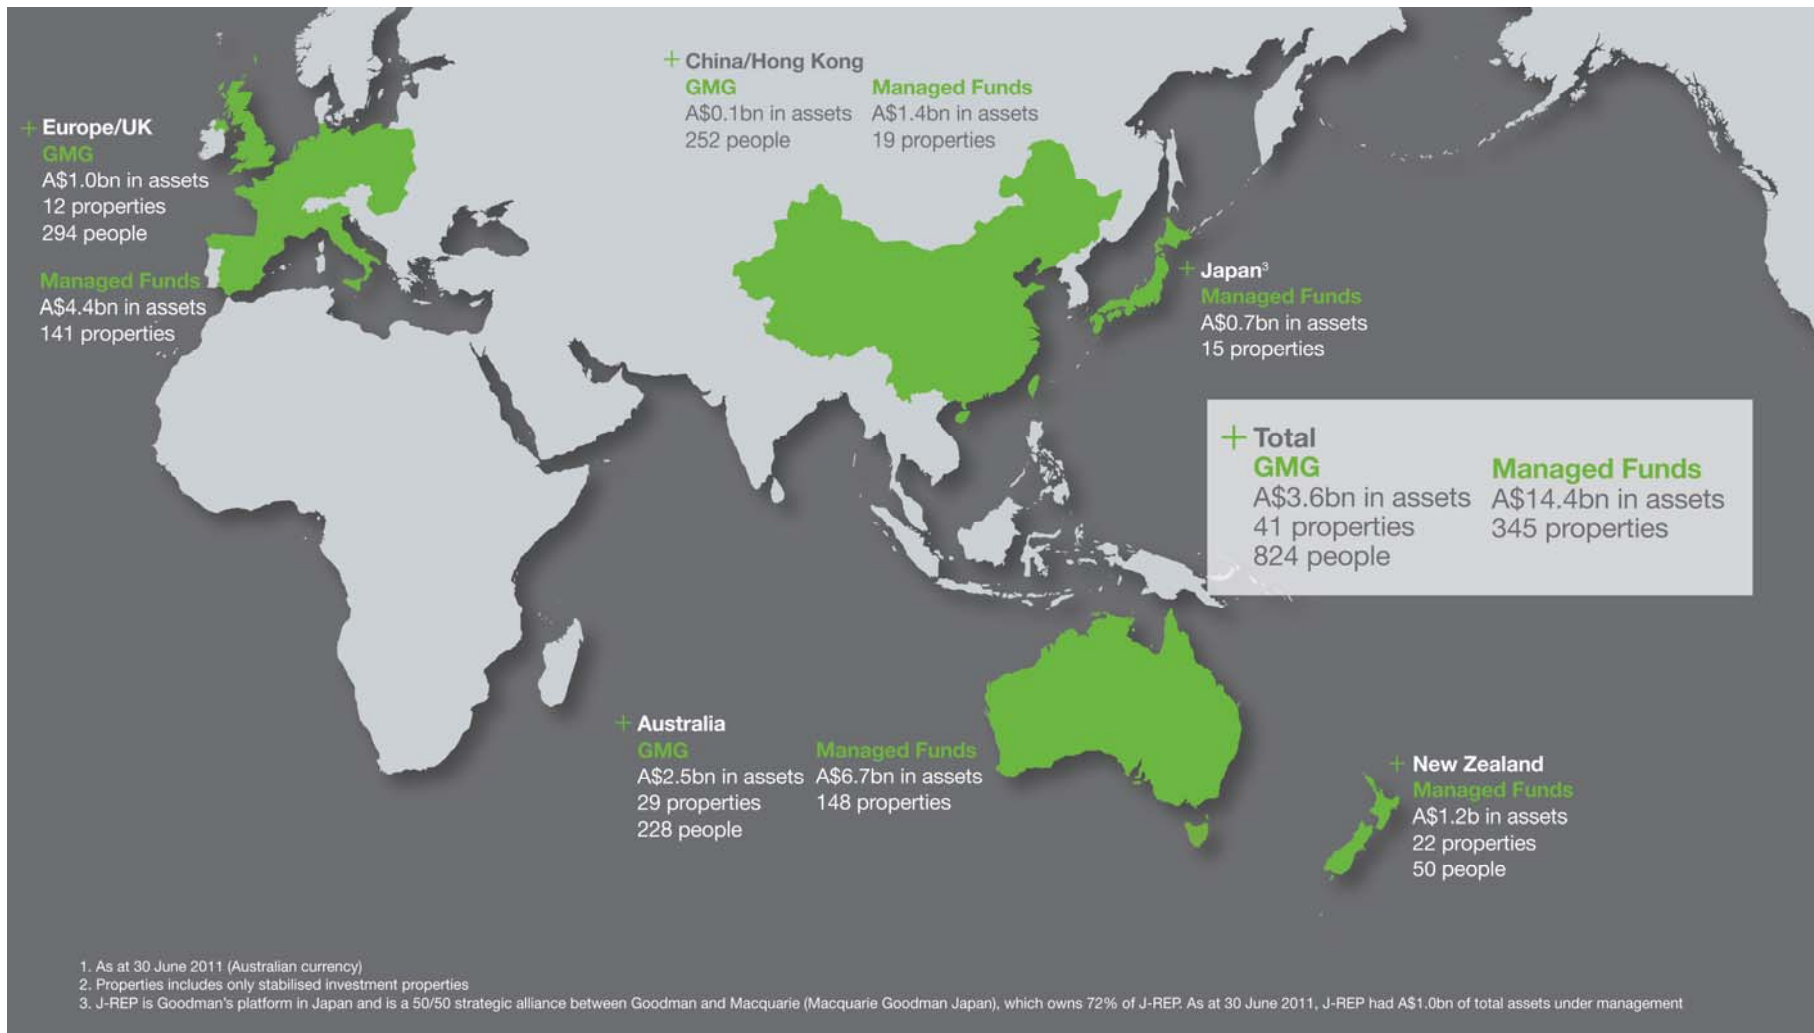 + Europe/UK
GMG
A$1.0bn in assets
12 properties
294 people
Managed Funds
A$4.4bn in assets
141 properties
+ China/Hong Kong
GMG
A$0.1bn in assets
252 people
Managed Funds
A$1.4bn in assets
19 properties
+ Japan3
Managed Funds
A$0.7bn in assets
15 properties
+ Total
GMG
A$3.6bn in assets
41 properties
824 people
Managed Funds
A$14.4bn in assets
345 properties
+ Australia
GMG
A$2.5bn in assets
29 properties
228 people
Managed Funds
A$6.7bn in assets
148 properties
+ New Zealand
Managed Funds
A$1.2b in assets
22 properties
50 people
1. As at 30 June 2011 (Australian currency)
2. Properties includes only stabilised investment properties
3. J-REP is Goodman's platform in Japan and is a 50/50 strategic alliance between Goodman and Macquarie (Macquarie Goodman Japan), which owns 72% of J-REP. As at 30 June 2011, J-REP had A$1.0bn of total assets under management